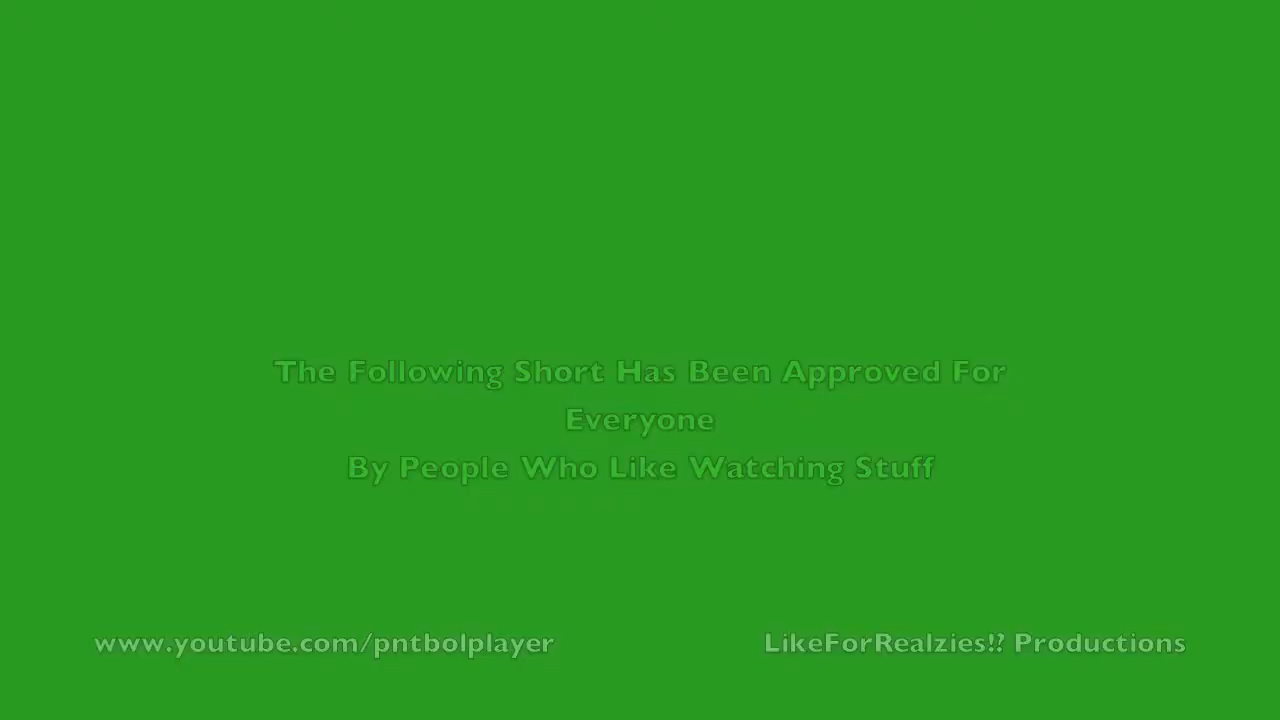 The Following Short Has Been Approved For
Everyone
By People Who Like Watching Stuff
www.youtube.com/pntbolplayer
LikeForRealzies!? Productions